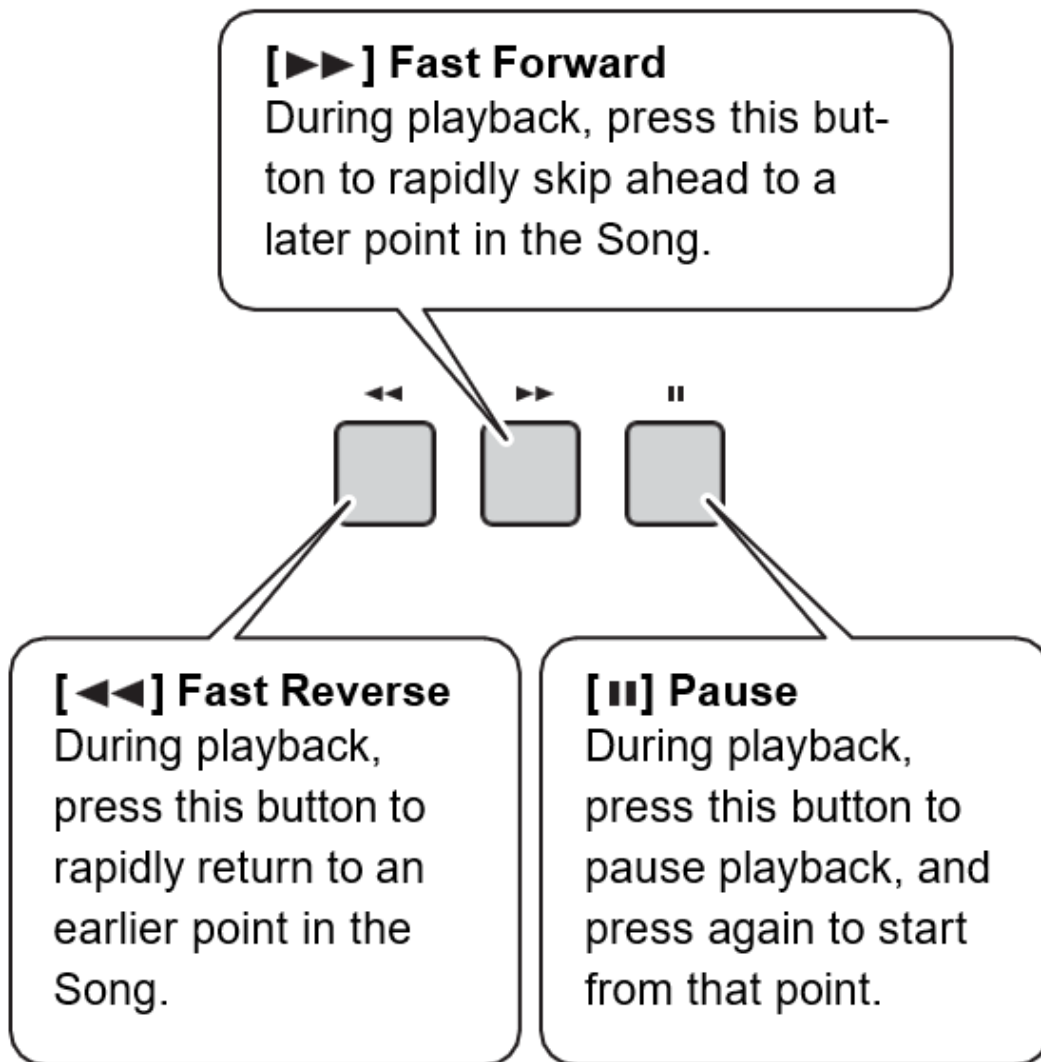 [►►] Fast Forward
During playback, press this but-
ton to rapidly skip ahead to a
later point in the Song.
◄◄ ►► ▮▮
[◄◄] Fast Reverse
During playback,
press this button to
rapidly return to an
earlier point in the
Song.
[▮▮] Pause
During playback,
press this button to
pause playback, and
press again to start
from that point.